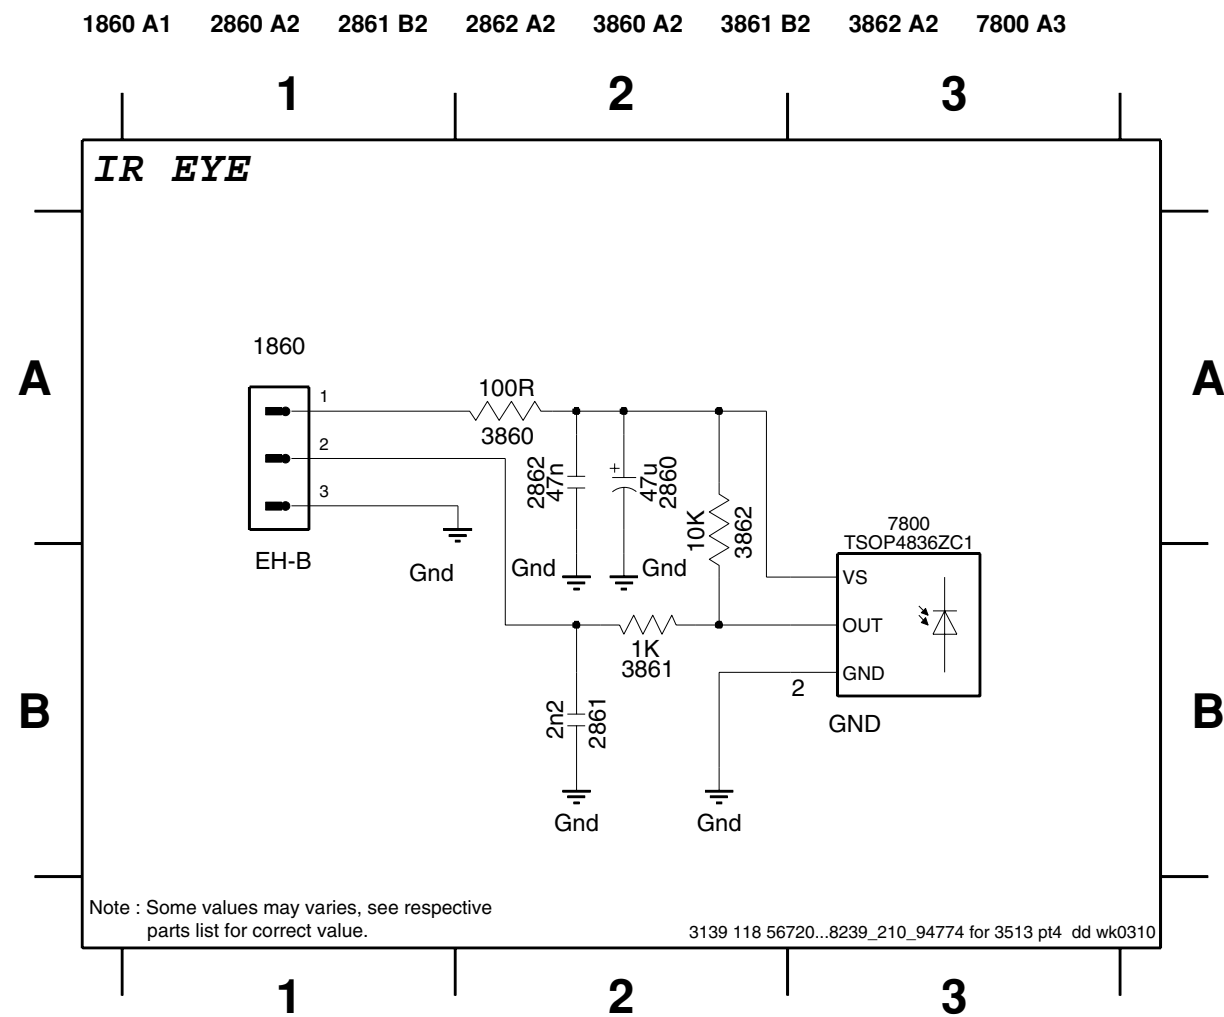 1860 A1 2860 A2 2861 B2 2862 A2 3860 A2 3861 B2 3862 A2 7800 A3
1 2 3
IR EYE
A A
1860
1
2
3
EH-B
Gnd
100R
3860
2862
47n
Gnd
+
47u
2860
Gnd
10K
3862
7800
TSOP4836ZC1
VS
OUT
GND
2
GND
1K
3861
B B
2n2
2861
Gnd
Gnd
Note : Some values may varies, see respective
parts list for correct value.
3139 118 56720...8239_210_94774 for 3513 pt4 dd wk0310
1 2 3